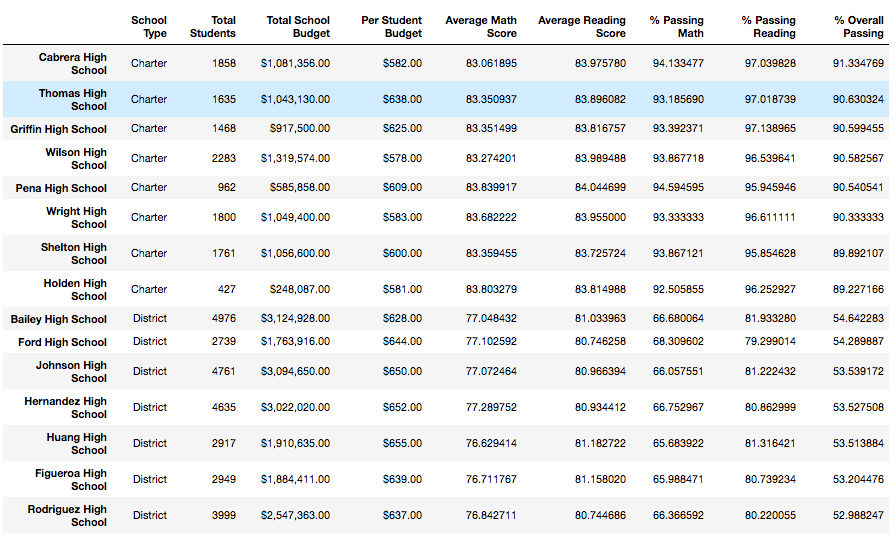 School Type Total Students Total School Budget Per Student Budget Average Math Score Average Reading Score % Passing Math % Passing Reading % Overall Passing
Cabrera High School Charter 1858 $1,081,356.00 $582.00 83.061895 83.975780 94.133477 97.039828 91.334769
Thomas High School Charter 1635 $1,043,130.00 $638.00 83.350937 83.896082 93.185690 97.018739 90.630324
Griffin High School Charter 1468 $917,500.00 $625.00 83.351499 83.816757 93.392371 97.138965 90.599455
Wilson High School Charter 2283 $1,319,574.00 $578.00 83.274201 83.989488 93.867718 96.539641 90.582567
Pena High School Charter 962 $585,858.00 $609.00 83.839917 84.044699 94.594595 95.945946 90.540541
Wright High School Charter 1800 $1,049,400.00 $583.00 83.682222 83.955000 93.333333 96.611111 90.333333
Shelton High School Charter 1761 $1,056,600.00 $600.00 83.359455 83.725724 93.867121 95.854628 89.892107
Holden High School Charter 427 $248,087.00 $581.00 83.803279 83.814988 92.505855 96.252927 89.227166
Bailey High School District 4976 $3,124,928.00 $628.00 77.048432 81.033963 66.680064 81.933280 54.642283
Ford High School District 2739 $1,763,916.00 $644.00 77.102592 80.746258 68.309602 79.299014 54.289887
Johnson High School District 4761 $3,094,650.00 $650.00 77.072464 80.966394 66.057551 81.222432 53.539172
Hernandez High School District 4635 $3,022,020.00 $652.00 77.289752 80.934412 66.752967 80.862999 53.527508
Huang High School District 2917 $1,910,635.00 $655.00 76.629414 81.182722 65.683922 81.316421 53.513884
Figueroa High School District 2949 $1,884,411.00 $639.00 76.711767 81.158020 65.988471 80.739234 53.204476
Rodriguez High School District 3999 $2,547,363.00 $637.00 76.842711 80.744686 66.366592 80.220055 52.988247